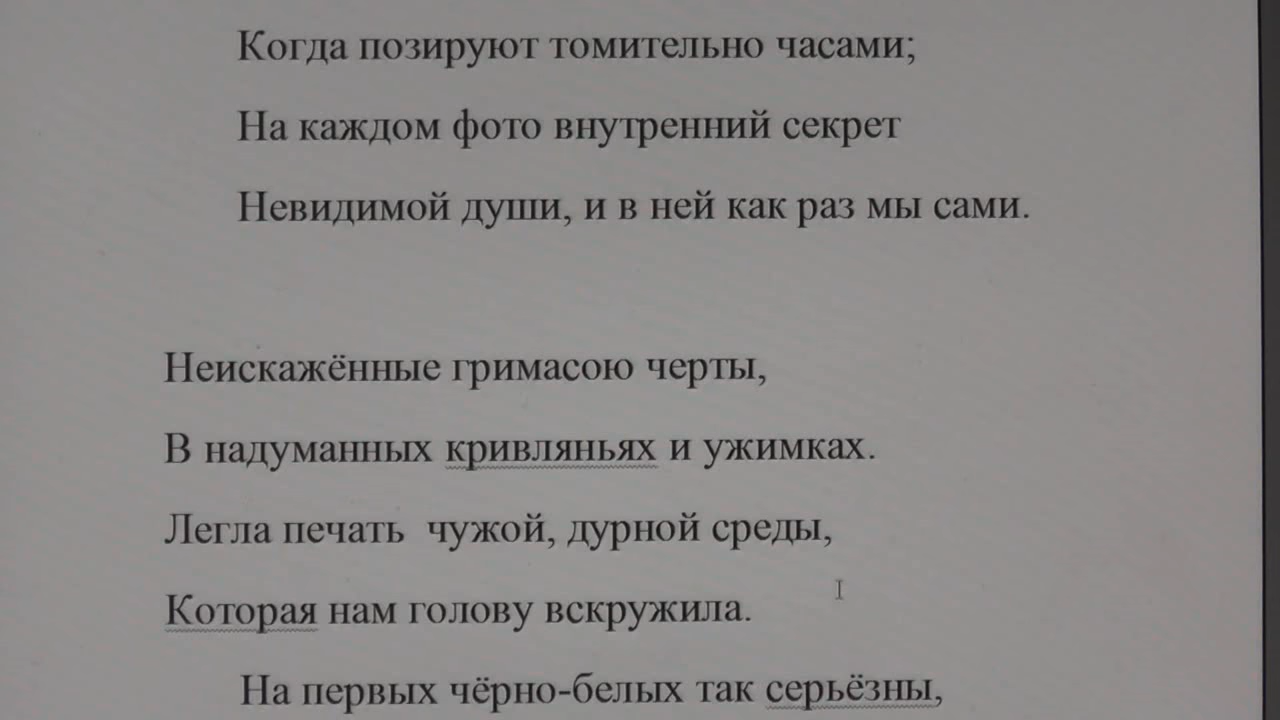 Когда позируют томительно часами;
На каждом фото внутренний секрет
Невидимой души, и в ней как раз мы сами.
Неискажённые гримасою черты,
В надуманных кривляньях и ужимках.
Легла печать чужой, дурной среды,
Которая нам голову вскружила.
На первых чёрно-белых так серьёзны,